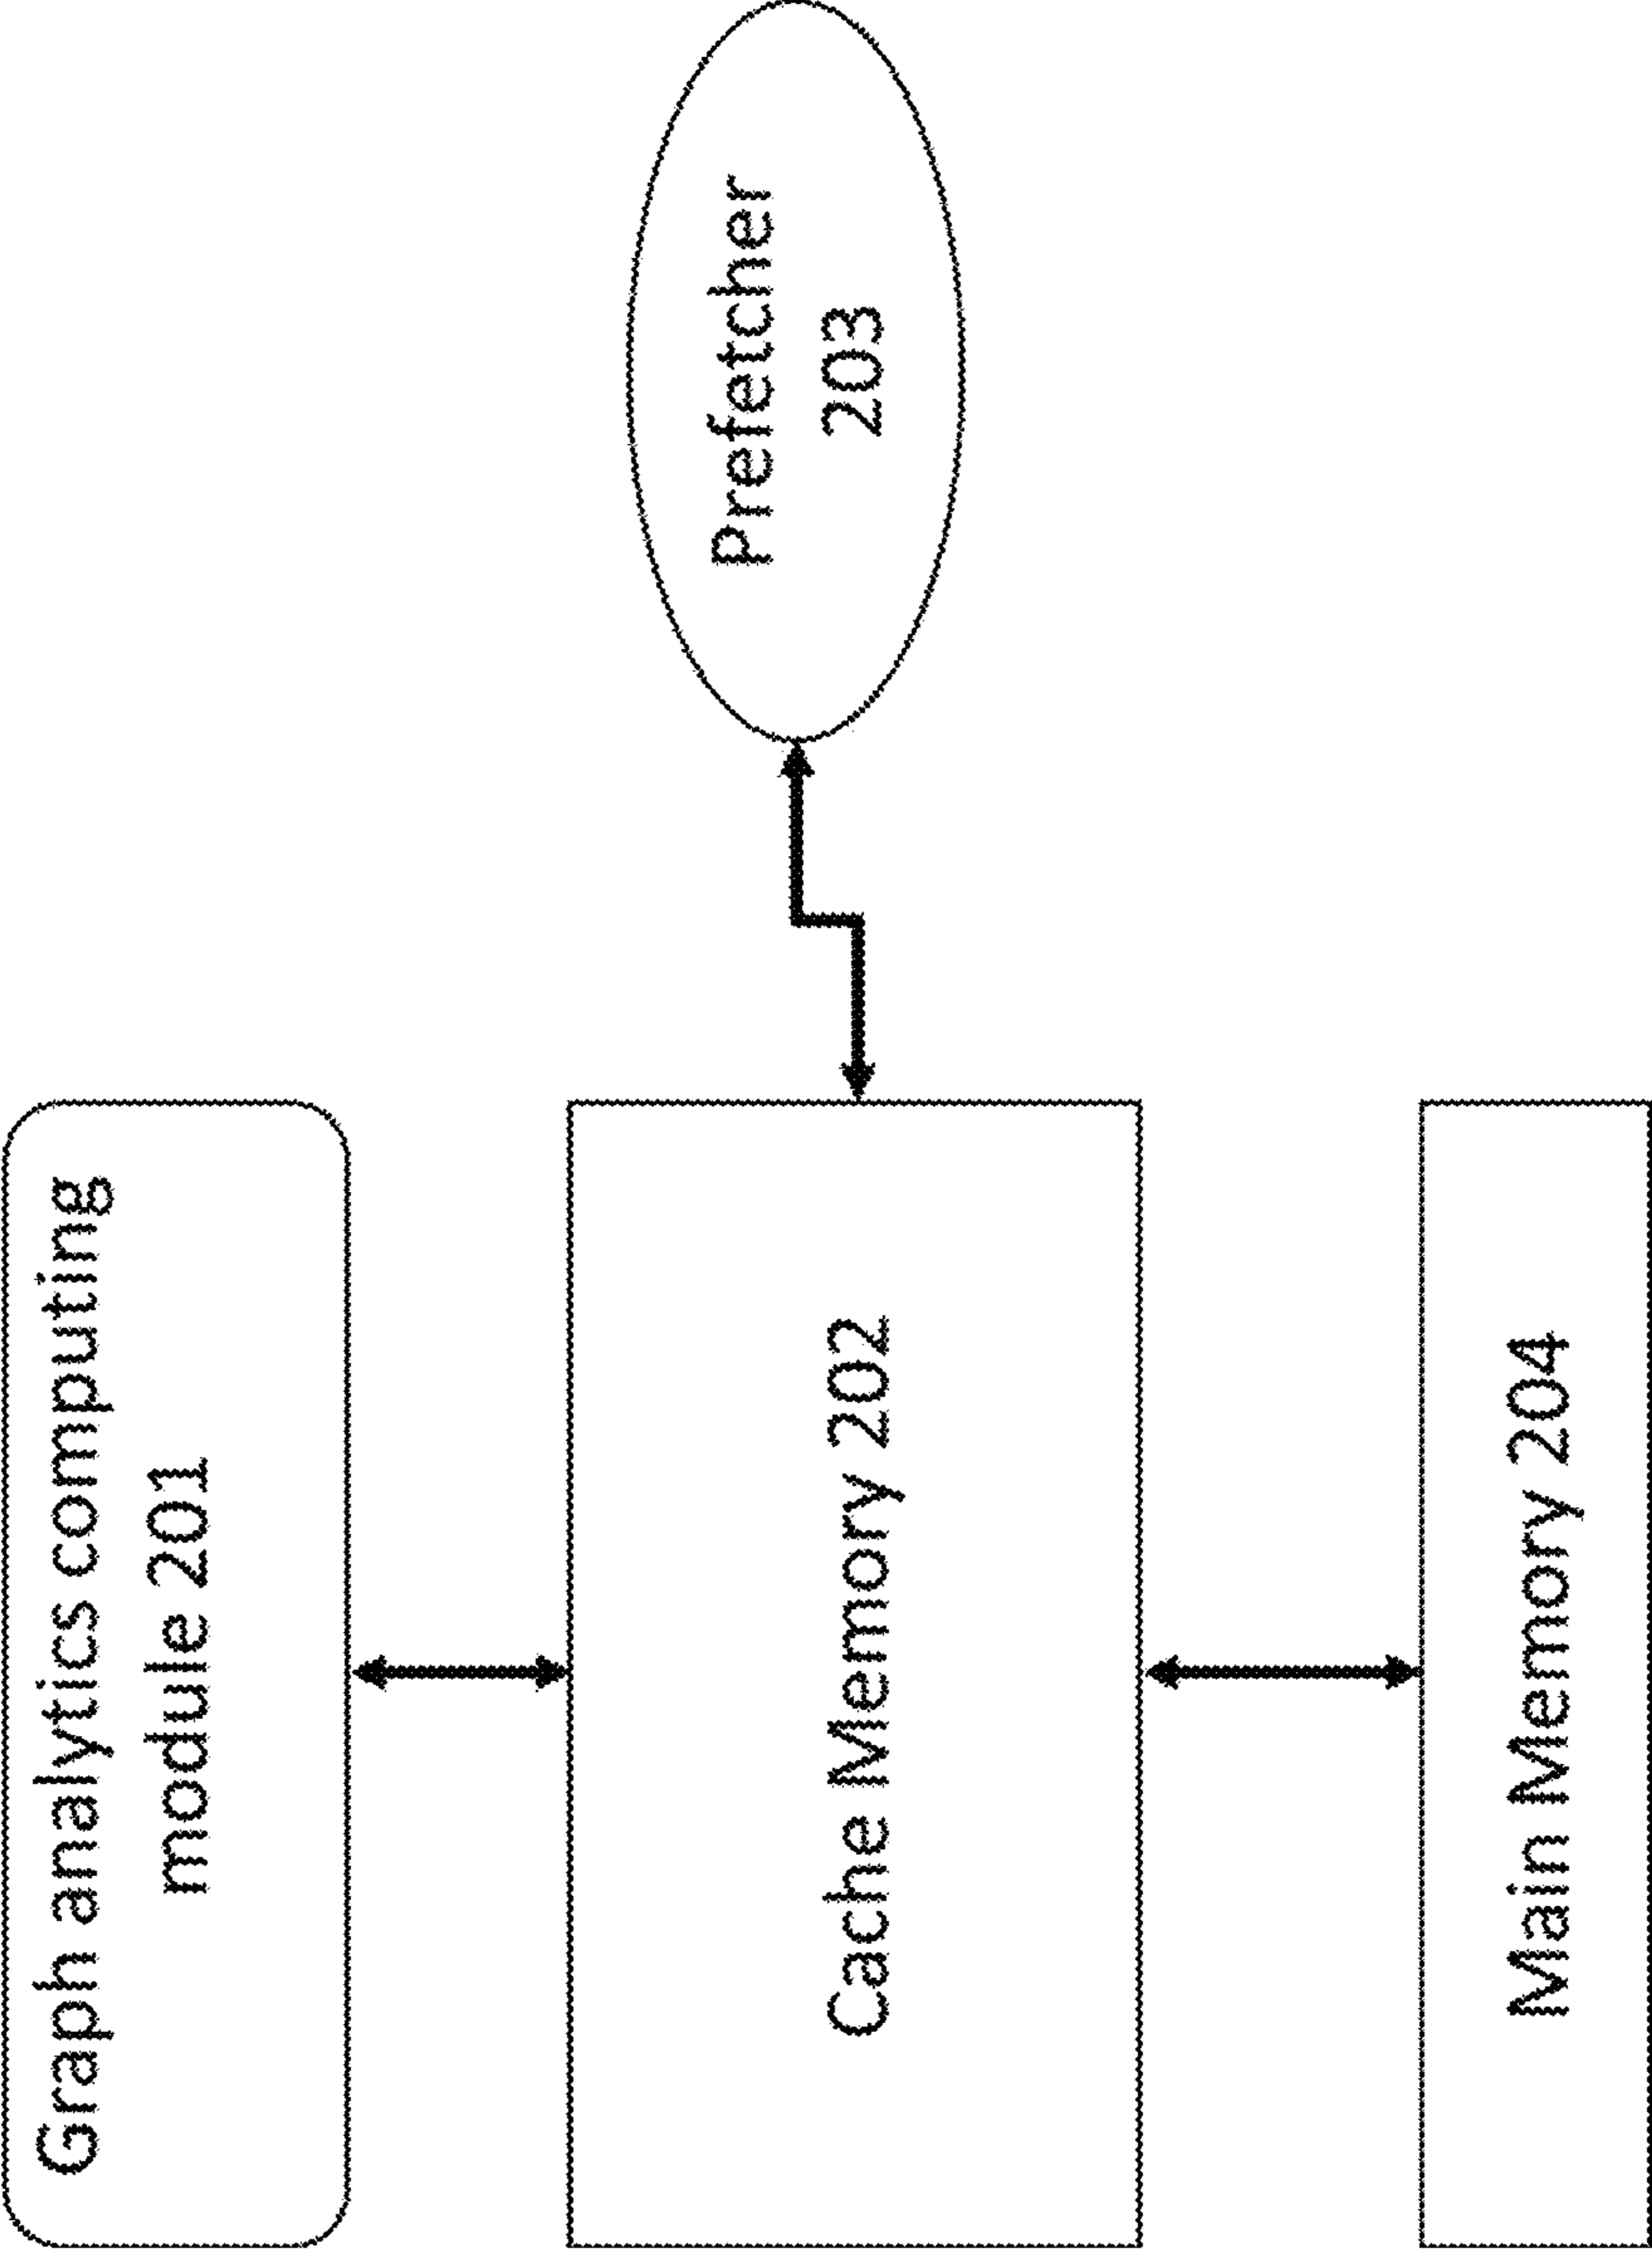 Graph analytics computing
module 201
Cache Memory 202
Prefetcher
203
Main Memory 204